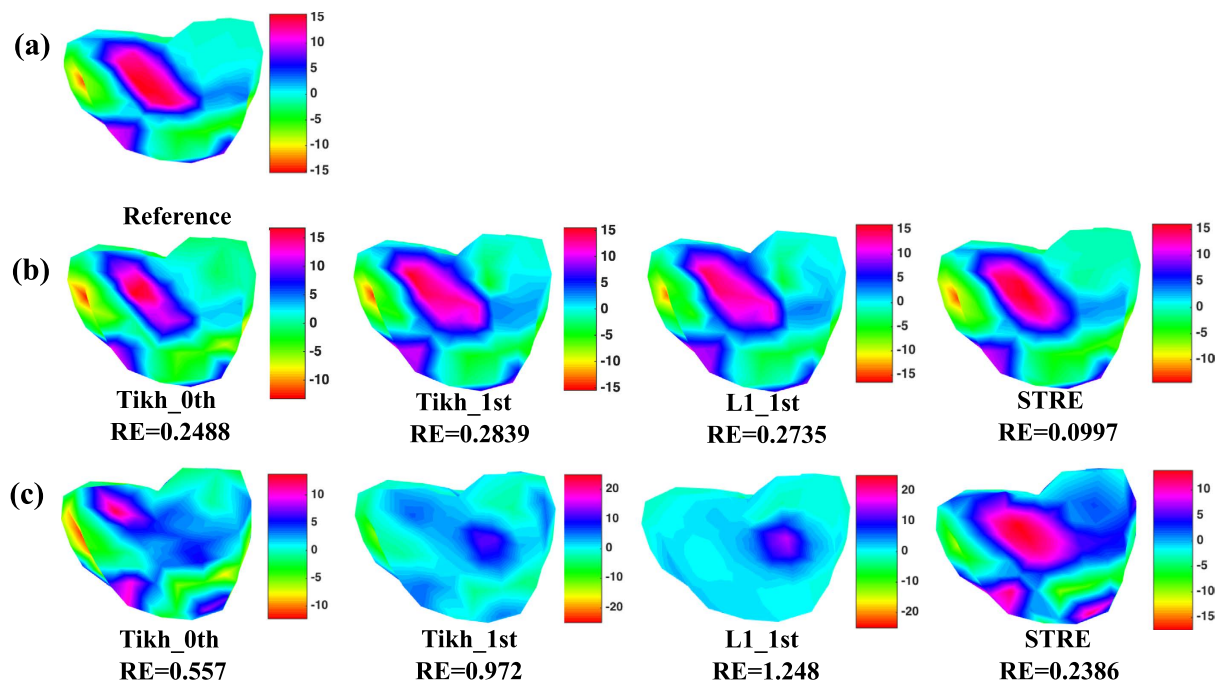 (a)
15
10
5
0
-5
-10
-15
Reference
(b)
15
10
5
0
-5
-10
Tikh_0th
RE=0.2488
15
10
5
0
-5
-10
-15
Tikh_1st
RE=0.2839
15
10
5
0
-5
-10
-15
L1_1st
RE=0.2735
15
10
5
0
-5
-10
STRE
RE=0.0997
(c)
10
5
0
-5
-10
Tikh_0th
RE=0.557
20
10
0
-10
-20
Tikh_1st
RE=0.972
20
10
0
-10
-20
L1_1st
RE=1.248
10
5
0
-5
-10
-15
STRE
RE=0.2386